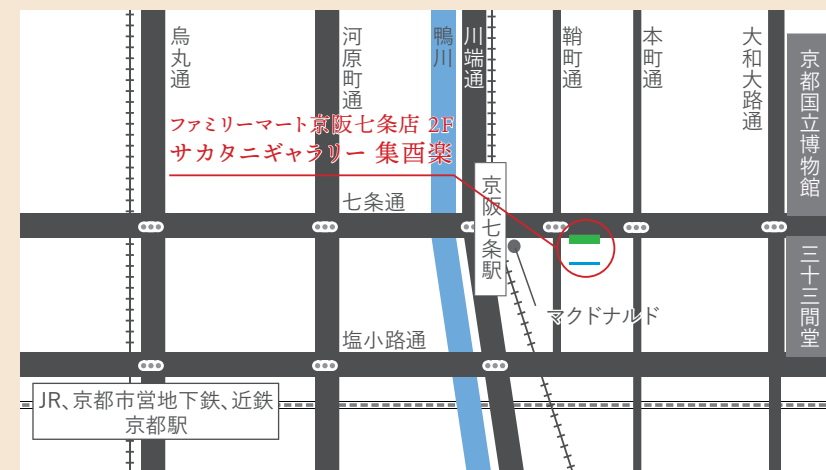 烏丸通
河原町通
鴨川
川端通
鞘町通
本町通
大和大路通
京都国立博物館
ファミリーマート京阪七条店 2F
サカタニギャラリー 集酉楽
七条通
京阪七条駅
三十三間堂
マクドナルド
塩小路通
JR、京都市営地下鉄、近鉄
京都駅